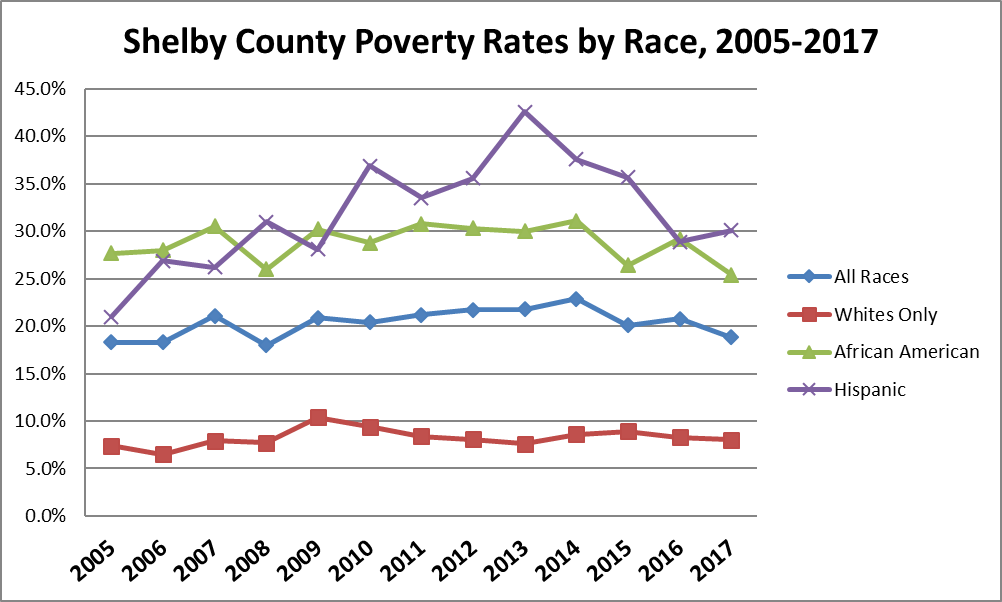 Shelby County Poverty Rates by Race, 2005-2017
45.0%
40.0%
35.0%
30.0%
25.0%
20.0%
15.0%
10.0%
5.0%
0.0%
2005 2006 2007 2008 2009 2010 2011 2012 2013 2014 2015 2016 2017
All Races
Whites Only
African American
Hispanic